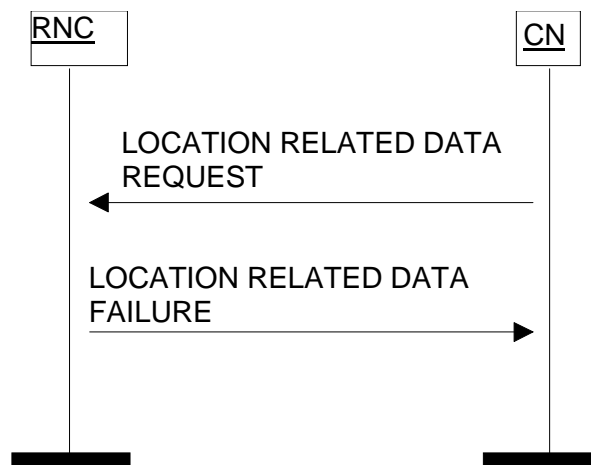 RNC
CN
LOCATION RELATED DATA
REQUEST
LOCATION RELATED DATA
FAILURE